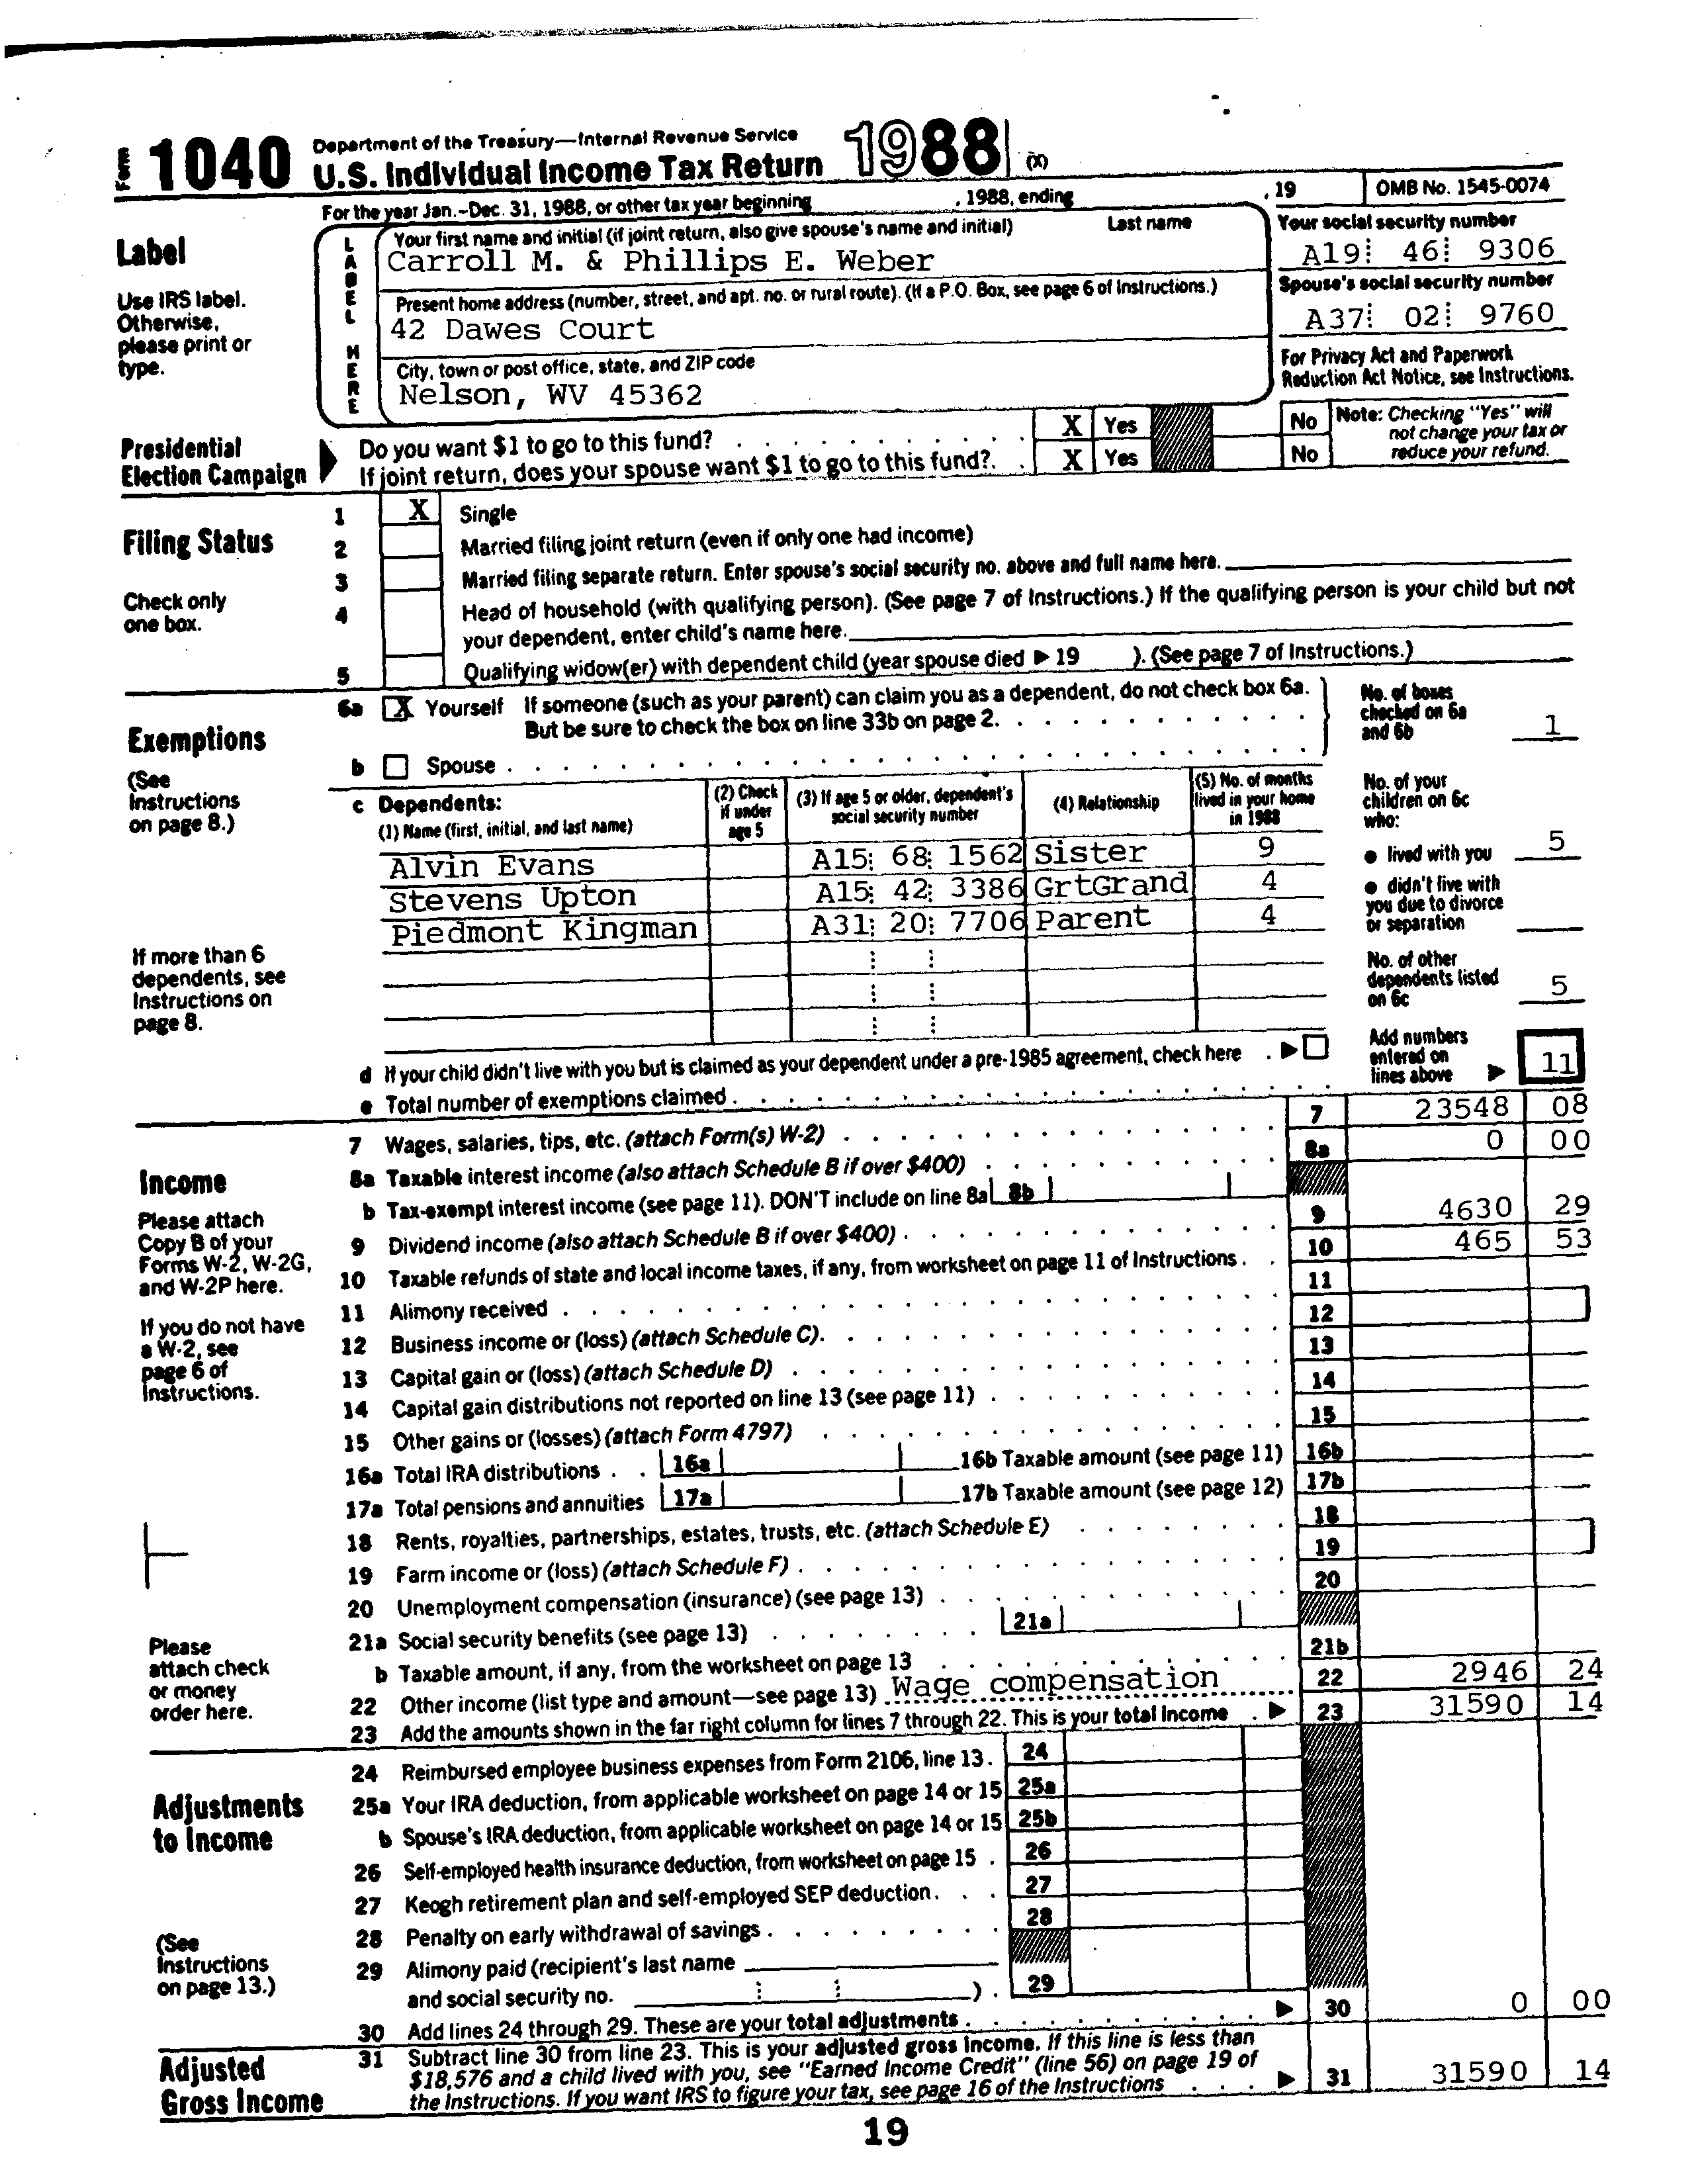 Form 1040 Department of the Treasury—Internal Revenue Service
U.S. Individual Income Tax Return 1988 (X)
For the year Jan.-Dec. 31, 1988, or other tax year beginning , 1988, ending , 19 OMB No. 1545-0074
Label
Use IRS label. Otherwise, please print or type.
LABEL HERE
Your first name and initial (if joint return, also give spouse's name and initial) Last name
Carroll M. & Phillips E. Weber
Your social security number
A19 46 9306
Present home address (number, street, and apt. no. or rural route). (If a P.O. Box, see page 6 of Instructions.)
42 Dawes Court
Spouse's social security number
A37 02 9760
City, town or post office, state, and ZIP code
Nelson, WV 45362
For Privacy Act and Paperwork Reduction Act Notice, see Instructions.
Presidential Election Campaign
Do you want $1 to go to this fund? X Yes No
If joint return, does your spouse want $1 to go to this fund?. X Yes No
Note: Checking "Yes" will not change your tax or reduce your refund.
Filing Status
Check only one box.
1 X Single
2 Married filing joint return (even if only one had income)
3 Married filing separate return. Enter spouse's social security no. above and full name here.
4 Head of household (with qualifying person). (See page 7 of Instructions.) If the qualifying person is your child but not
your dependent, enter child's name here.
5 Qualifying widow(er) with dependent child (year spouse died ▶ 19 ). (See page 7 of Instructions.)
Exemptions
(See Instructions on page 8.)
If more than 6 dependents, see Instructions on page 8.
6a X Yourself If someone (such as your parent) can claim you as a dependent, do not check box 6a.
But be sure to check the box on line 33b on page 2.
b Spouse
No. of boxes checked on 6a and 6b 1
c Dependents:
(1) Name (first, initial, and last name) (2) Check if under age 5 (3) If age 5 or older, dependent's social security number (4) Relationship (5) No. of months lived in your home in 1988
Alvin Evans A15 68 1562 Sister 9
Stevens Upton A15 42 3386 GrtGrand 4
Piedmont Kingman A31 20 7706 Parent 4
No. of your children on 6c who:
● lived with you 5
● didn't live with you due to divorce or separation
No. of other dependents listed on 6c 5
d If your child didn't live with you but is claimed as your dependent under a pre-1985 agreement, check here ▶
e Total number of exemptions claimed
Add numbers entered on lines above ▶ 11
Income
Please attach Copy B of your Forms W-2, W-2G, and W-2P here.
If you do not have a W-2, see page 6 of Instructions.
Please attach check or money order here.
7 Wages, salaries, tips, etc. (attach Form(s) W-2) 7 23548 08
8a Taxable interest income (also attach Schedule B if over $400) 8a 0 00
b Tax-exempt interest income (see page 11). DON'T include on line 8a 8b
9 Dividend income (also attach Schedule B if over $400) 9 4630 29
10 Taxable refunds of state and local income taxes, if any, from worksheet on page 11 of Instructions 10 465 53
11 Alimony received 11
12 Business income or (loss) (attach Schedule C). 12
13 Capital gain or (loss) (attach Schedule D) 13
14 Capital gain distributions not reported on line 13 (see page 11) 14
15 Other gains or (losses) (attach Form 4797) 15
16a Total IRA distributions 16a 16b Taxable amount (see page 11) 16b
17a Total pensions and annuities 17a 17b Taxable amount (see page 12) 17b
18 Rents, royalties, partnerships, estates, trusts, etc. (attach Schedule E) 18
19 Farm income or (loss) (attach Schedule F) 19
20 Unemployment compensation (insurance) (see page 13) 20
21a Social security benefits (see page 13) 21a
b Taxable amount, if any, from the worksheet on page 13 21b
22 Other income (list type and amount—see page 13) Wage compensation 22 2946 24
23 Add the amounts shown in the far right column for lines 7 through 22. This is your total income ▶ 23 31590 14
Adjustments to Income
(See Instructions on page 13.)
24 Reimbursed employee business expenses from Form 2106, line 13. 24
25a Your IRA deduction, from applicable worksheet on page 14 or 15 25a
b Spouse's IRA deduction, from applicable worksheet on page 14 or 15 25b
26 Self-employed health insurance deduction, from worksheet on page 15 26
27 Keogh retirement plan and self-employed SEP deduction 27
28 Penalty on early withdrawal of savings 28
29 Alimony paid (recipient's last name
and social security no. ) 29
30 Add lines 24 through 29. These are your total adjustments ▶ 30 0 00
Adjusted Gross Income
31 Subtract line 30 from line 23. This is your adjusted gross income. If this line is less than
$18,576 and a child lived with you, see "Earned Income Credit" (line 56) on page 19 of
the Instructions. If you want IRS to figure your tax, see page 16 of the Instructions ▶ 31 31590 14
19